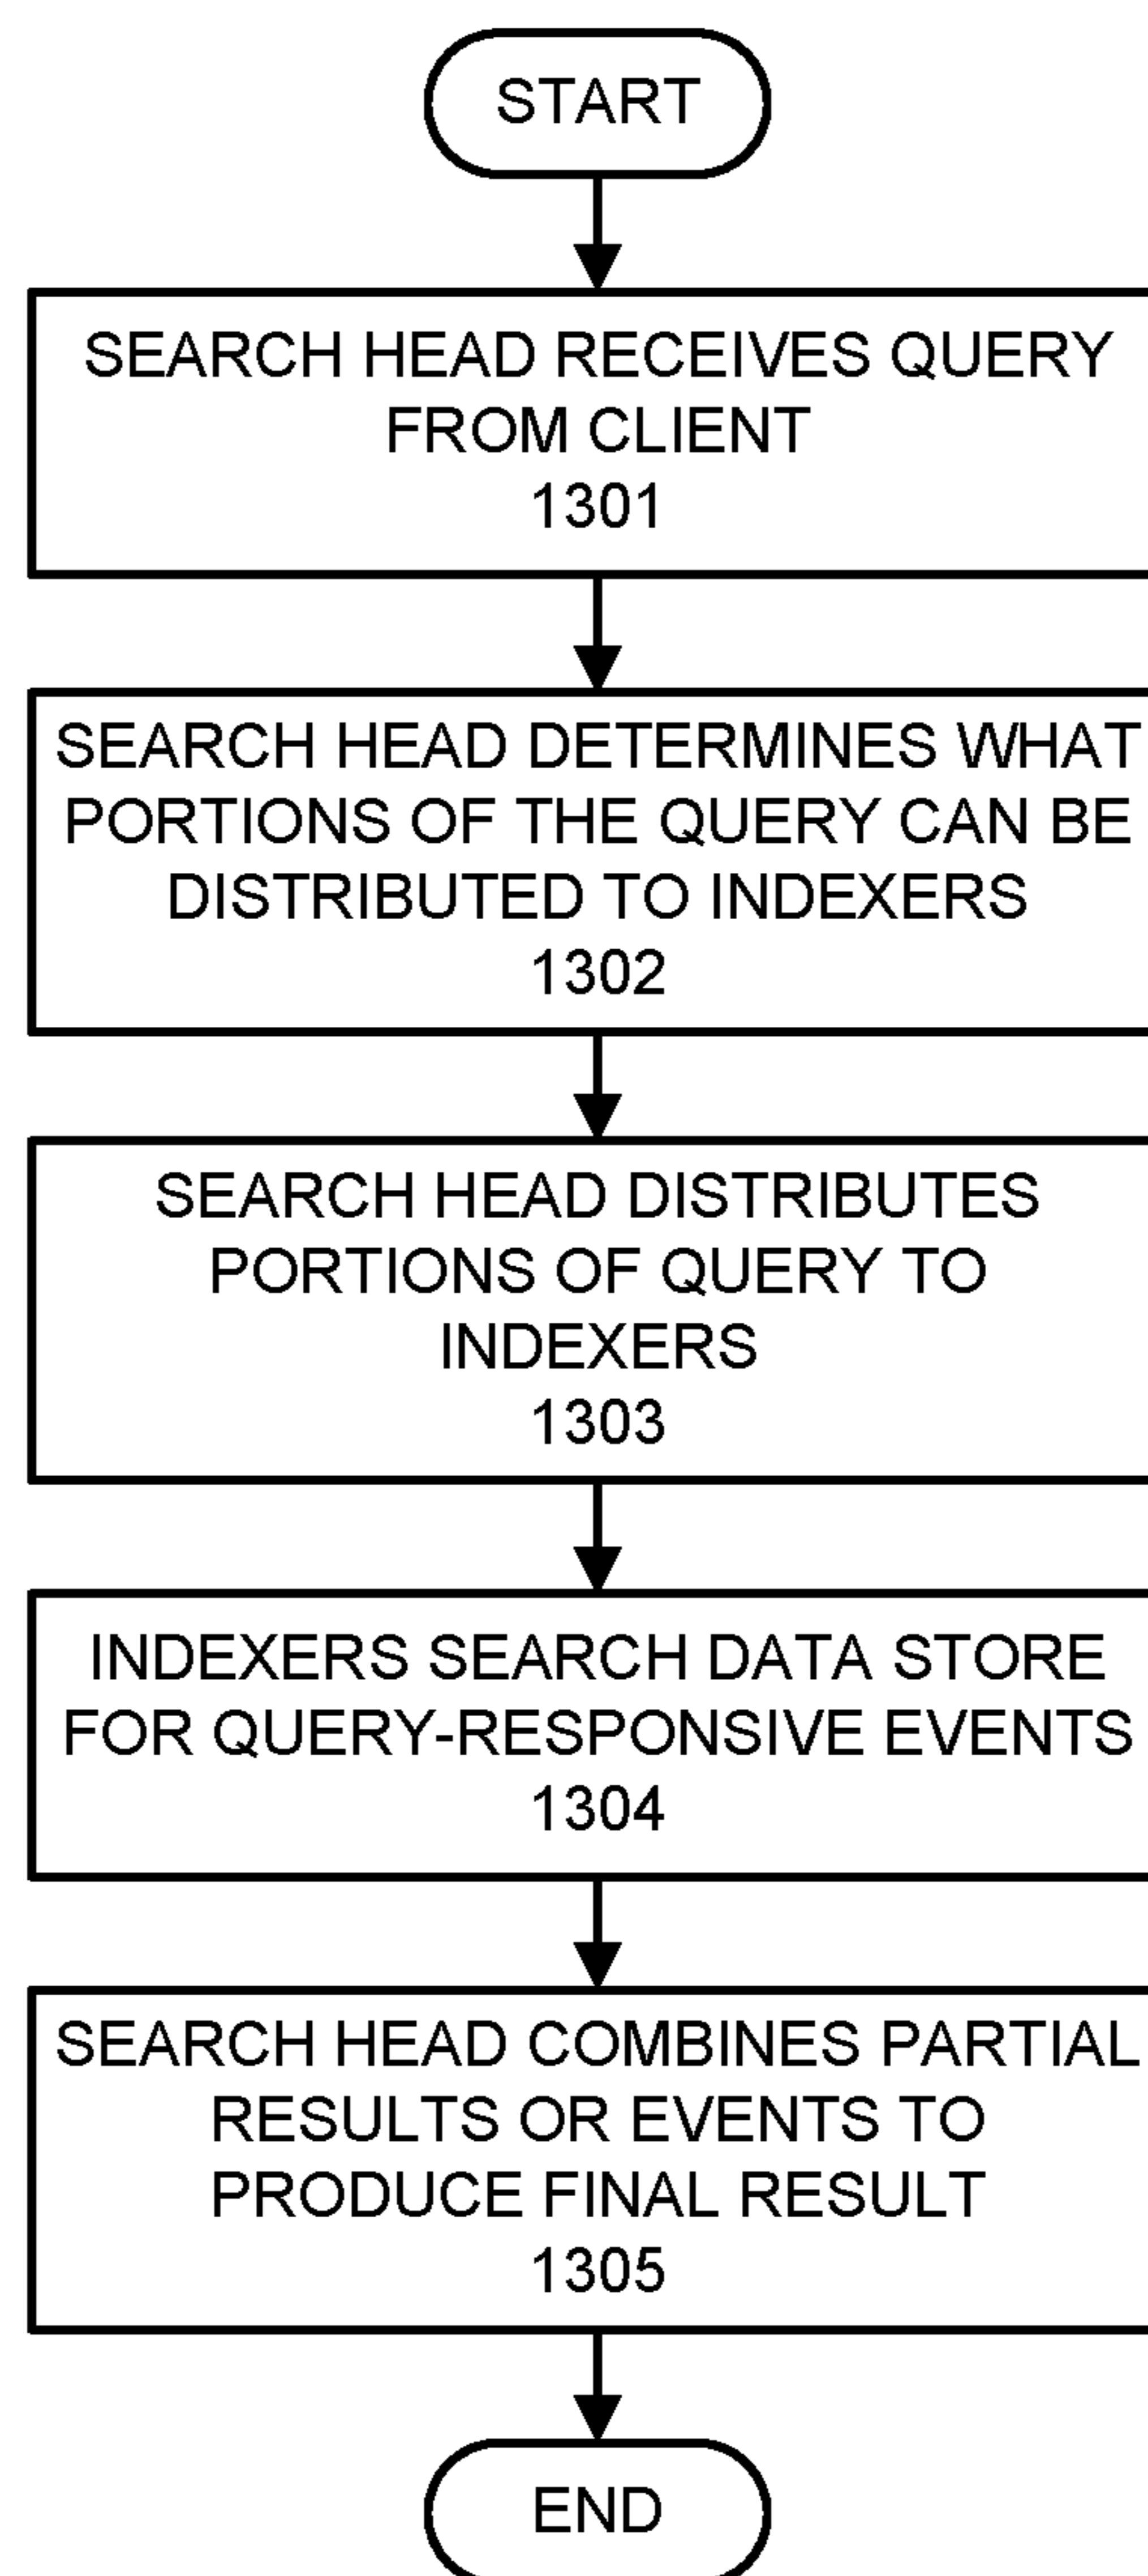 START
SEARCH HEAD RECEIVES QUERY
FROM CLIENT
1301
SEARCH HEAD DETERMINES WHAT
PORTIONS OF THE QUERY CAN BE
DISTRIBUTED TO INDEXERS
1302
SEARCH HEAD DISTRIBUTES
PORTIONS OF QUERY TO
INDEXERS
1303
INDEXERS SEARCH DATA STORE
FOR QUERY-RESPONSIVE EVENTS
1304
SEARCH HEAD COMBINES PARTIAL
RESULTS OR EVENTS TO
PRODUCE FINAL RESULT
1305
END